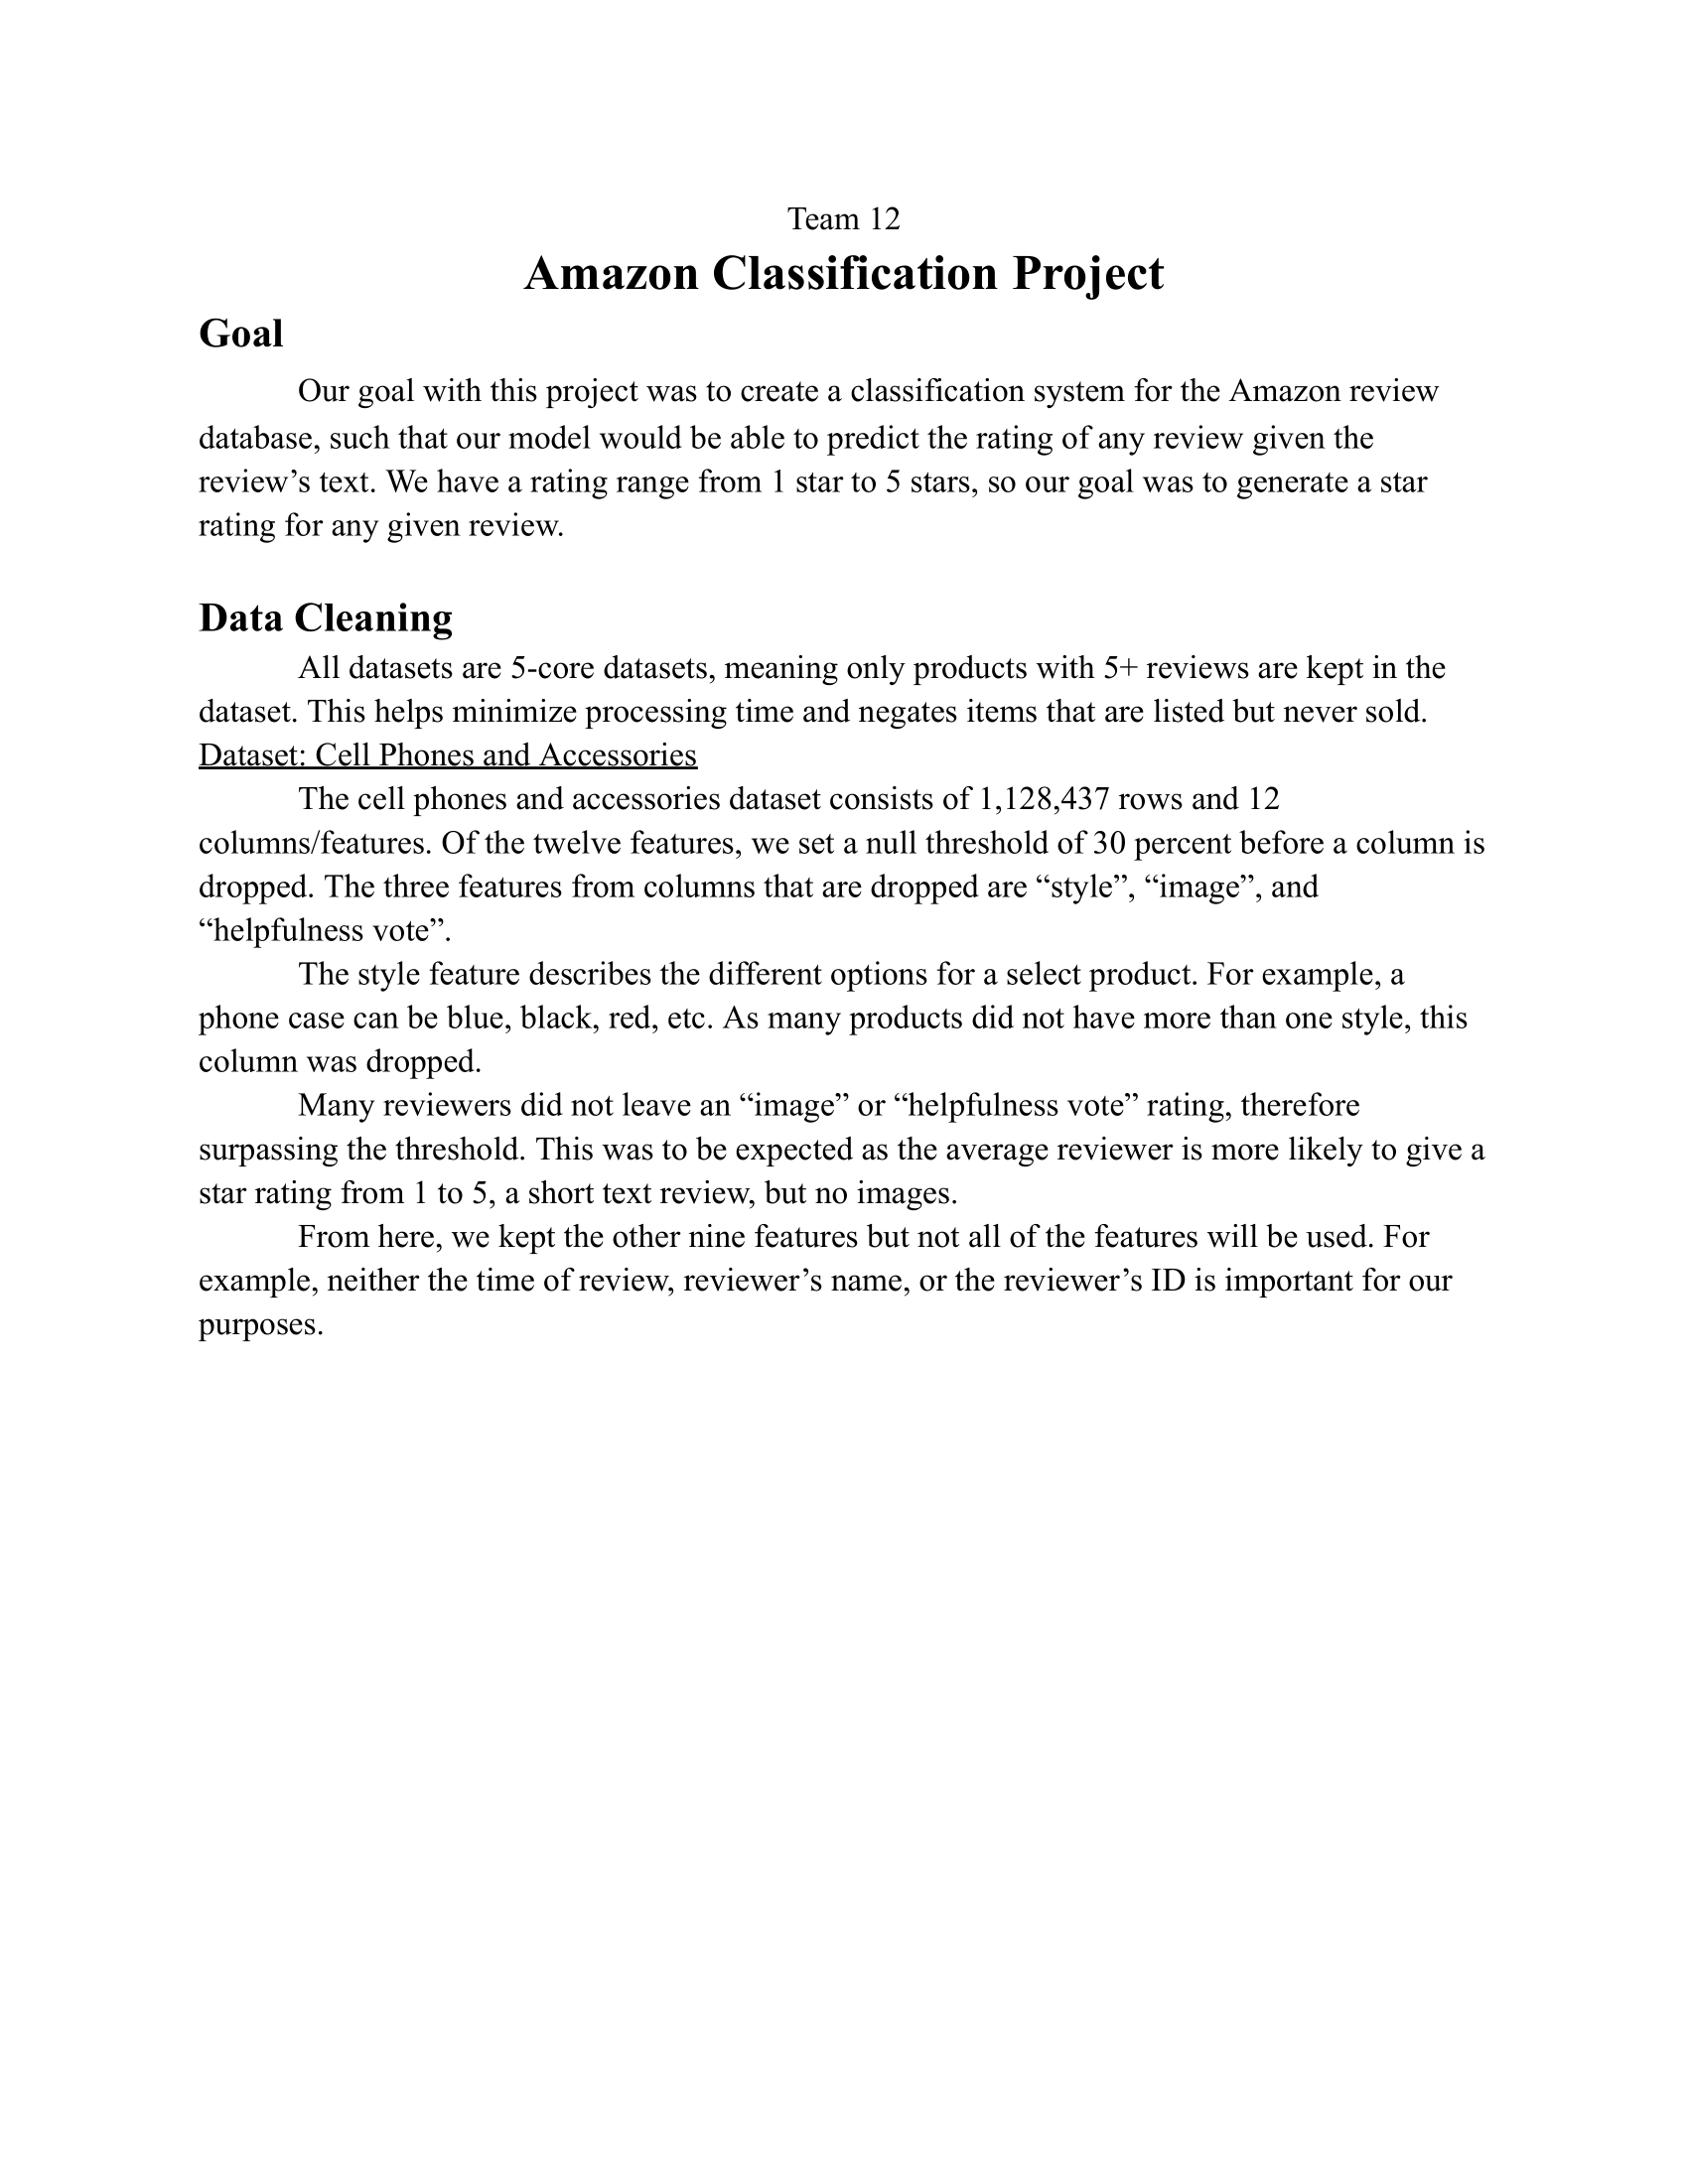 Team 12
Amazon Classification Project
Goal
Our goal with this project was to create a classification system for the Amazon review
database, such that our model would be able to predict the rating of any review given the
review’s text. We have a rating range from 1 star to 5 stars, so our goal was to generate a star
rating for any given review.
Data Cleaning
All datasets are 5-core datasets, meaning only products with 5+ reviews are kept in the
dataset. This helps minimize processing time and negates items that are listed but never sold.
Dataset: Cell Phones and Accessories
The cell phones and accessories dataset consists of 1,128,437 rows and 12
columns/features. Of the twelve features, we set a null threshold of 30 percent before a column is
dropped. The three features from columns that are dropped are “style”, “image”, and
“helpfulness vote”.
The style feature describes the different options for a select product. For example, a
phone case can be blue, black, red, etc. As many products did not have more than one style, this
column was dropped.
Many reviewers did not leave an “image” or “helpfulness vote” rating, therefore
surpassing the threshold. This was to be expected as the average reviewer is more likely to give a
star rating from 1 to 5, a short text review, but no images.
From here, we kept the other nine features but not all of the features will be used. For
example, neither the time of review, reviewer’s name, or the reviewer’s ID is important for our
purposes.